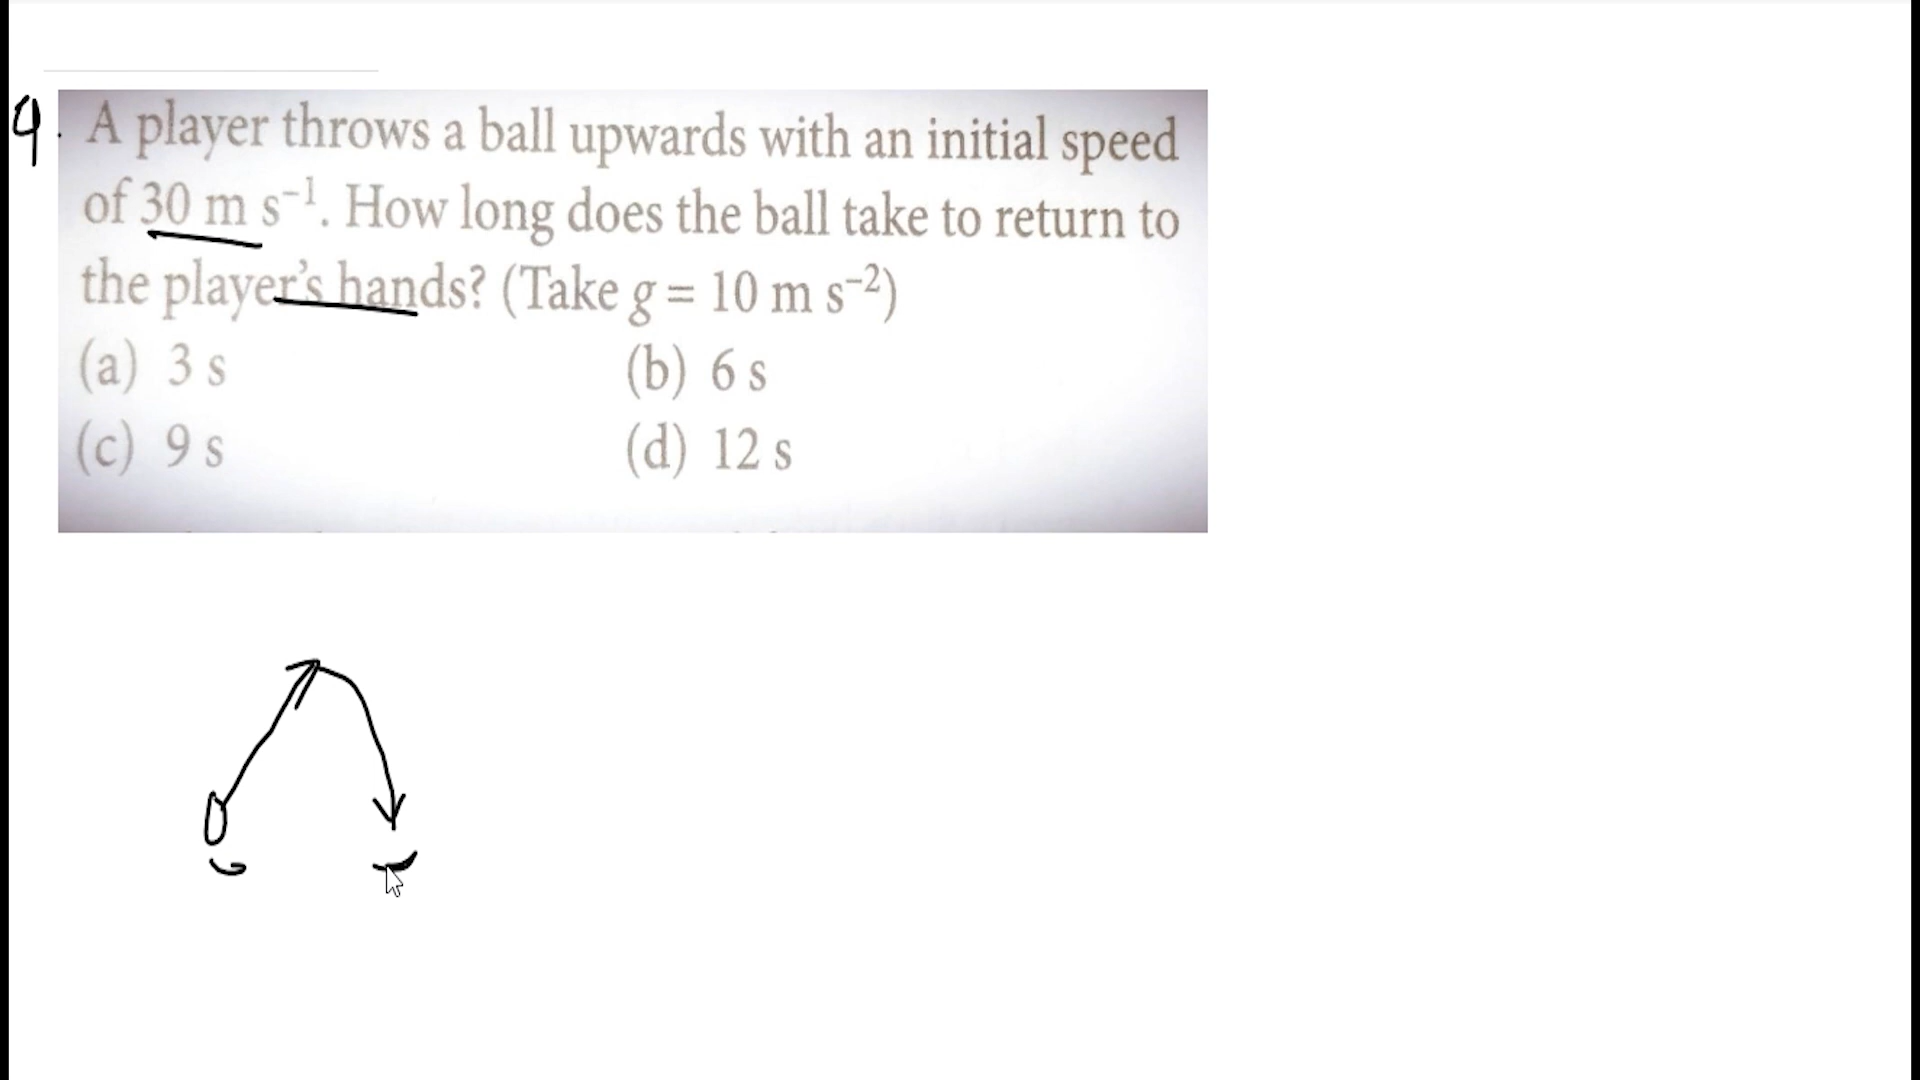 9. A player throws a ball upwards with an initial speed
of 30 m s⁻¹. How long does the ball take to return to
the player's hands? (Take g = 10 m s⁻²)
(a) 3 s (b) 6 s
(c) 9 s (d) 12 s